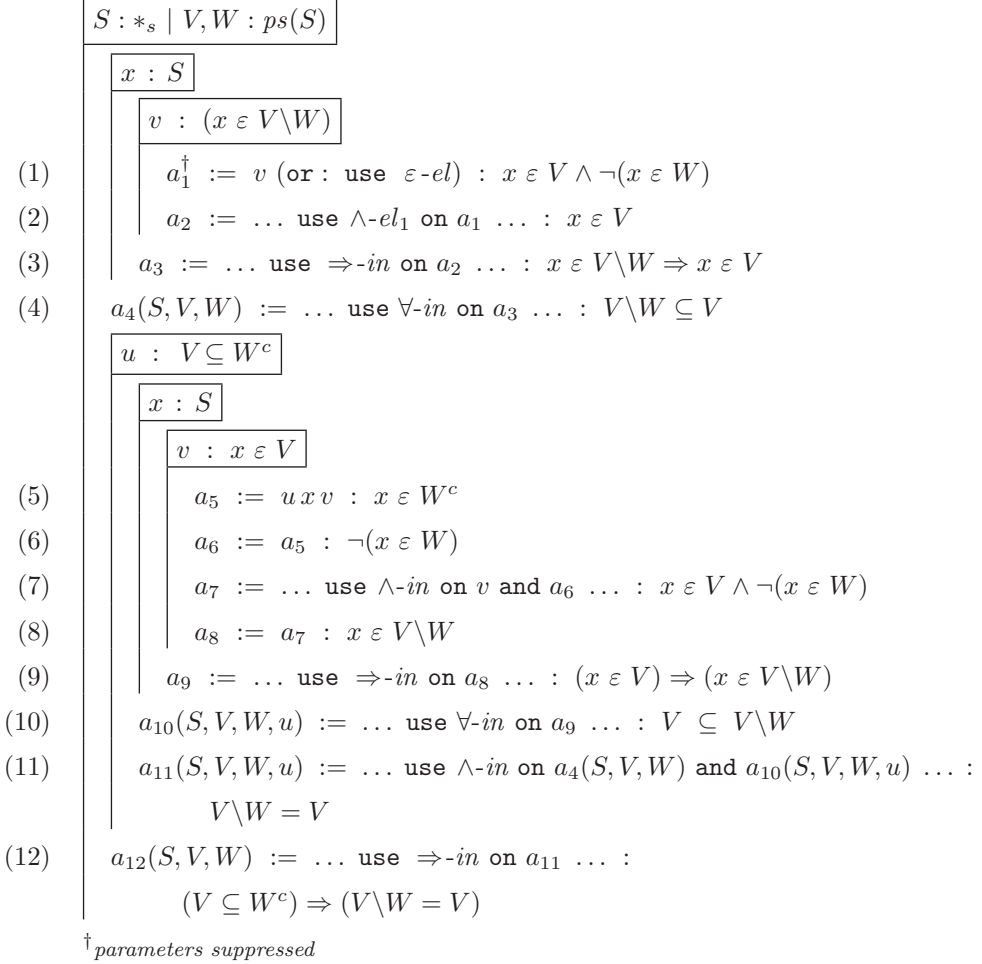 S : ∗ₛ | V, W : ps(S)
x : S
v : (x ε V\W)
(1) a₁† := v (or : use ε-el) : x ε V ∧ ¬(x ε W)
(2) a₂ := … use ∧-el₁ on a₁ … : x ε V
(3) a₃ := … use ⇒-in on a₂ … : x ε V\W ⇒ x ε V
(4) a₄(S, V, W) := … use ∀-in on a₃ … : V\W ⊆ V
u : V ⊆ Wᶜ
x : S
v : x ε V
(5) a₅ := u x v : x ε Wᶜ
(6) a₆ := a₅ : ¬(x ε W)
(7) a₇ := … use ∧-in on v and a₆ … : x ε V ∧ ¬(x ε W)
(8) a₈ := a₇ : x ε V\W
(9) a₉ := … use ⇒-in on a₈ … : (x ε V) ⇒ (x ε V\W)
(10) a₁₀(S, V, W, u) := … use ∀-in on a₉ … : V ⊆ V\W
(11) a₁₁(S, V, W, u) := … use ∧-in on a₄(S, V, W) and a₁₀(S, V, W, u) … :
V\W = V
(12) a₁₂(S, V, W) := … use ⇒-in on a₁₁ … :
(V ⊆ Wᶜ) ⇒ (V\W = V)
†parameters suppressed